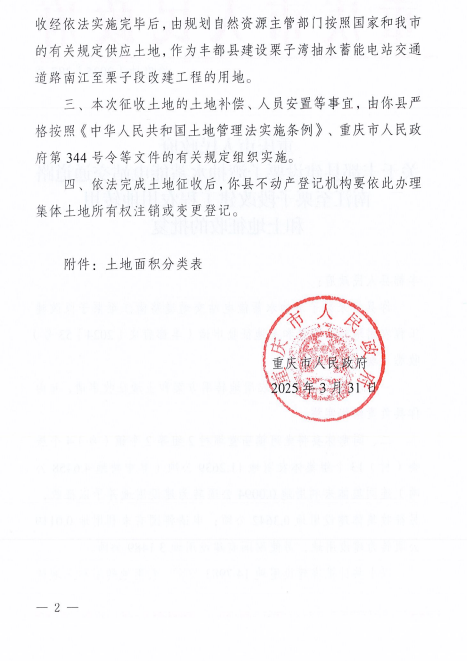 收经依法实施完毕后，由规划自然资源主管部门按照国家和我市
的有关规定供应土地，作为丰都县建设栗子湾抽水蓄能电站交通
道路南江至栗子段改建工程的用地。
三、本次征收土地的土地补偿、人员安置等事宜，由你县严
格按照《中华人民共和国土地管理法实施条例》、重庆市人民政
府第 344 号令等文件的有关规定组织实施。
四、依法完成土地征收后，你县不动产登记机构要依此办理
集体土地所有权注销或变更登记。
附件：土地面积分类表
重庆市人民政府
重庆市人民政府
2025 年 3 月 31 日
— 2 —